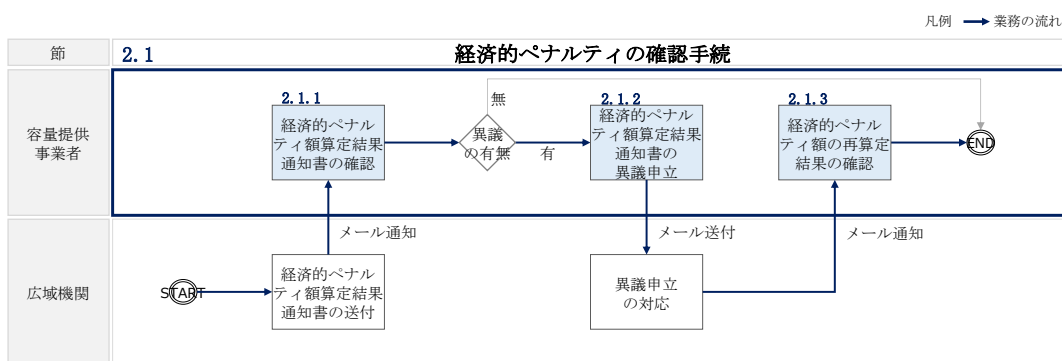 凡例 業務の流れ
節
2.1
経済的ペナルティの確認手続
容量提供
事業者
2.1.1
経済的ペナル
ティ額算定結果
通知書の確認
異議
の有無
無
有
2.1.2
経済的ペナル
ティ額算定結果
通知書の
異議申立
2.1.3
経済的ペナル
ティ額の再算定
結果の確認
END
メール通知
メール送付
メール通知
広域機関
START
経済的ペナル
ティ額算定結果
通知書の送付
異議申立
の対応